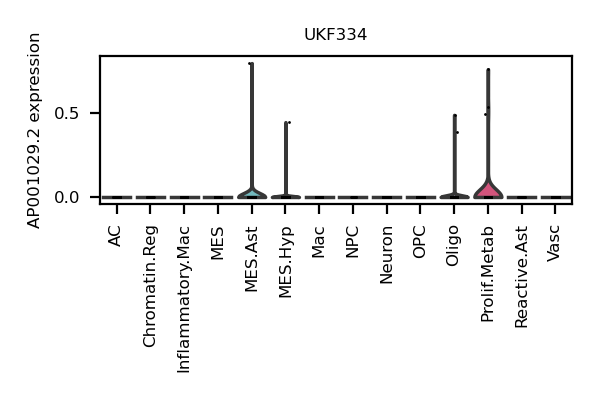 UKF334
AP001029.2 expression
0.5
0.0
AC
Chromatin.Reg
Inflammatory.Mac
MES
MES.Ast
MES.Hyp
Mac
NPC
Neuron
OPC
Oligo
Prolif.Metab
Reactive.Ast
Vasc